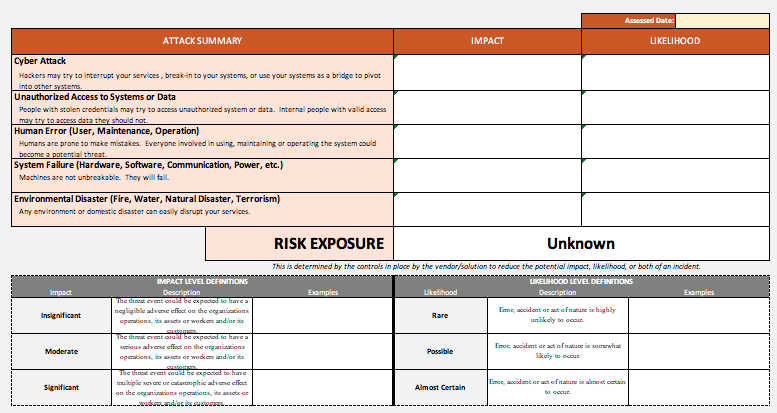 Assessed Date:
ATTACK SUMMARY IMPACT LIKELIHOOD
Cyber Attack
Hackers may try to interrupt your services , break-in to your systems, or use your systems as a bridge to pivot
into other systems.
Unauthorized Access to Systems or Data
People with stolen credentials may try to access unauthorized system or data. Internal people with valid access
may try to access data they should not.
Human Error (User, Maintenance, Operation)
Humans are prone to make mistakes. Everyone involved in using, maintaining or operating the system could
become a potential threat.
System Failure (Hardware, Software, Communication, Power, etc.)
Machines are not unbreakable. They will fail.
Environmental Disaster (Fire, Water, Natural Disaster, Terrorism)
Any environment or domestic disaster can easily disrupt your services.
RISK EXPOSURE Unknown
This is determined by the controls in place by the vendor/solution to reduce the potential impact, likelihood, or both of an incident.
IMPACT LEVEL DEFINITIONS LIKELIHOOD LEVEL DEFINITIONS
Impact Description Examples Likelihood Description Examples
Insignificant
The threat event could be expected to have a
negligible adverse effect on the organizations
operations, its assets or workers and/or its
customers.
Rare
Error, accident or act of nature is highly
unlikely to occur.
Moderate
The threat event could be expected to have a
serious adverse effect on the organizations
operations, its assets or workers and/or its
customers.
Possible
Error, accident or act of nature is somewhat
likely to occur.
Significant
The threat event could be expected to have
multiple severe or catastrophic adverse effect
on the organizations operations, its assets or
workers and/or its customers.
Almost Certain
Error, accident or act of nature is almost certain
to occur.